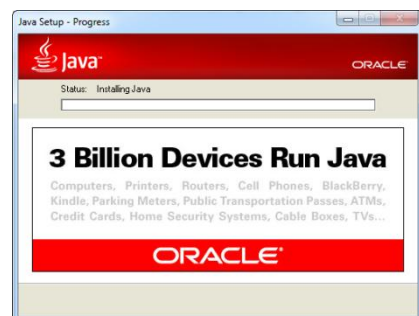 Java Setup - Progress
Java™
ORACLE
Status: Installing Java
3 Billion Devices Run Java
Computers, Printers, Routers, Cell Phones, BlackBerry,
Kindle, Parking Meters, Public Transportation Passes, ATMs,
Credit Cards, Home Security Systems, Cable Boxes, TVs...
ORACLE